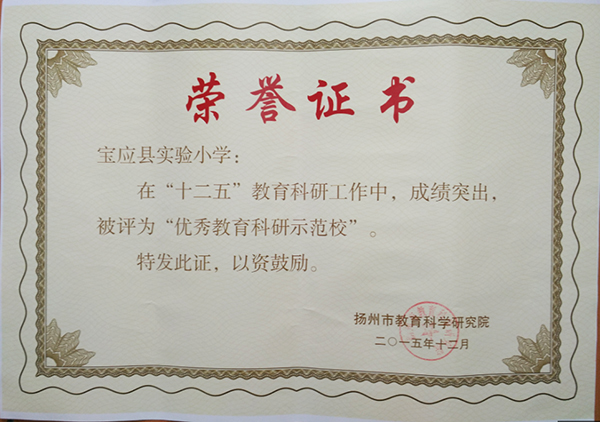 荣誉证书
宝应县实验小学：
在“十二五”教育科研工作中，成绩突出，
被评为“优秀教育科研示范校”。
特发此证，以资鼓励。
扬州市教育科学研究院
二〇一五年十二月